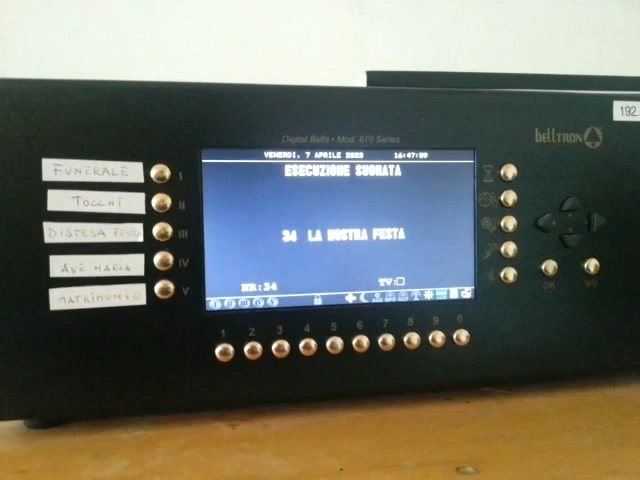 192.
bellTRON
Digital Bells • Mod. 870 Series
VENERDI, 7 APRILE 2023 16:47:59
ESECUZIONE SUONATA
34 LA NOSTRA FESTA
NR:34 TV:
FUNERALE I
TOCCHI II
DISTESA III
AVE MARIA IV
MATRIMONIO V
1 2 3 4 5 6 7 8 9 0
OK NO